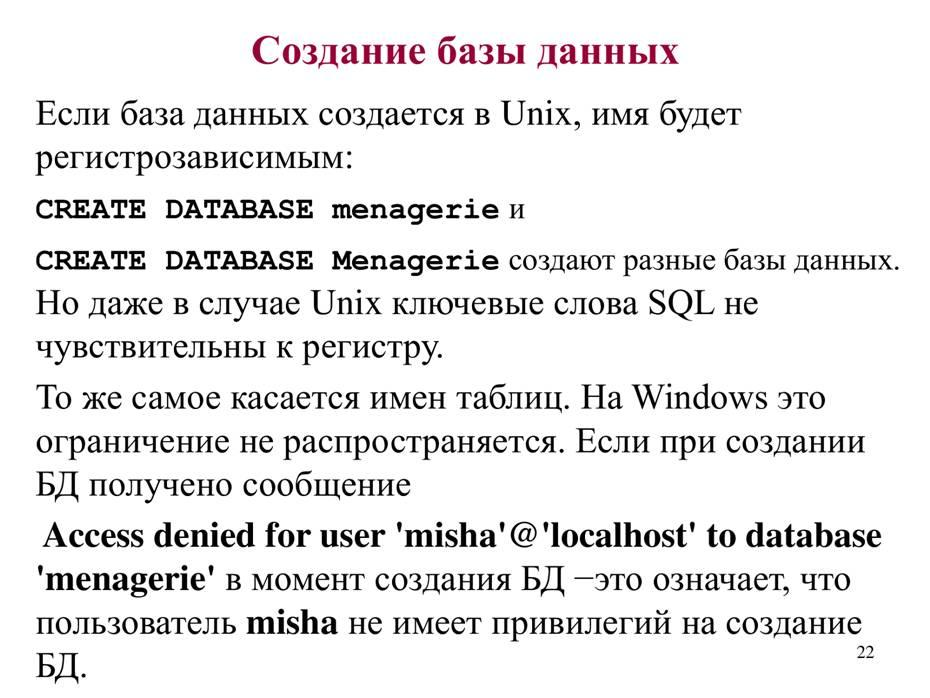 Создание базы данных
Если база данных создается в Unix, имя будет
регистрозависимым:
CREATE DATABASE menagerie и
CREATE DATABASE Menagerie создают разные базы данных.
Но даже в случае Unix ключевые слова SQL не
чувствительны к регистру.
То же самое касается имен таблиц. На Windows это
ограничение не распространяется. Если при создании
БД получено сообщение
Access denied for user 'misha'@'localhost' to database
'menagerie' в момент создания БД −это означает, что
пользователь misha не имеет привилегий на создание
БД.
22